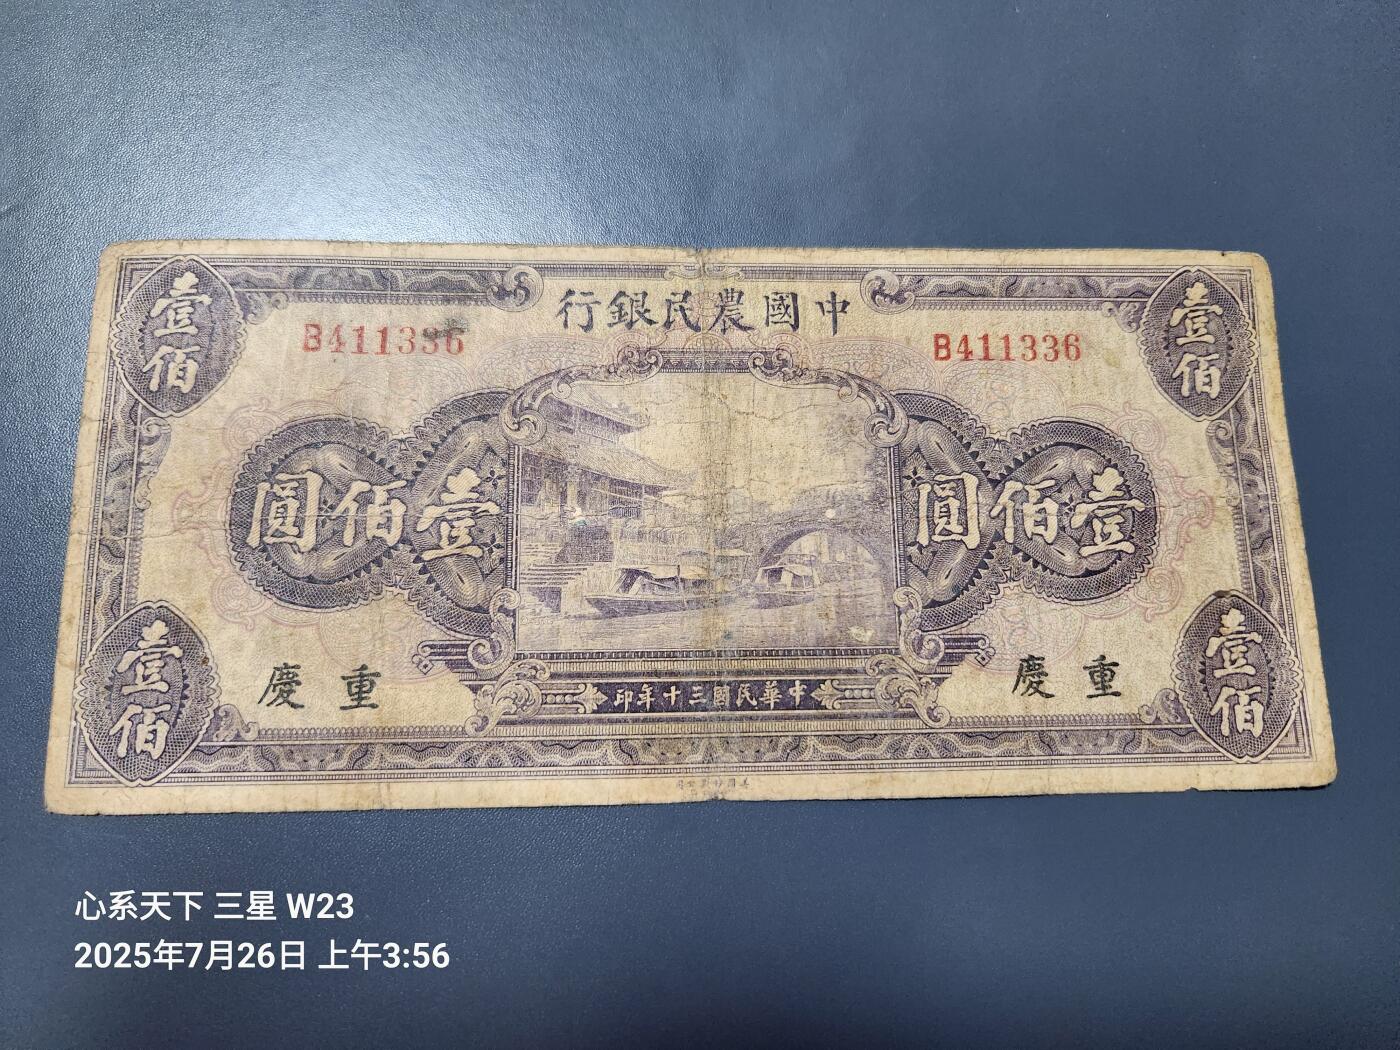 中國農民銀行
B411336
B411336
壹佰
壹佰
壹佰圓
壹佰圓
重慶
重慶
壹佰
壹佰
中華民國三十年印
心系天下 三星 W23
2025年7月26日 上午3:56